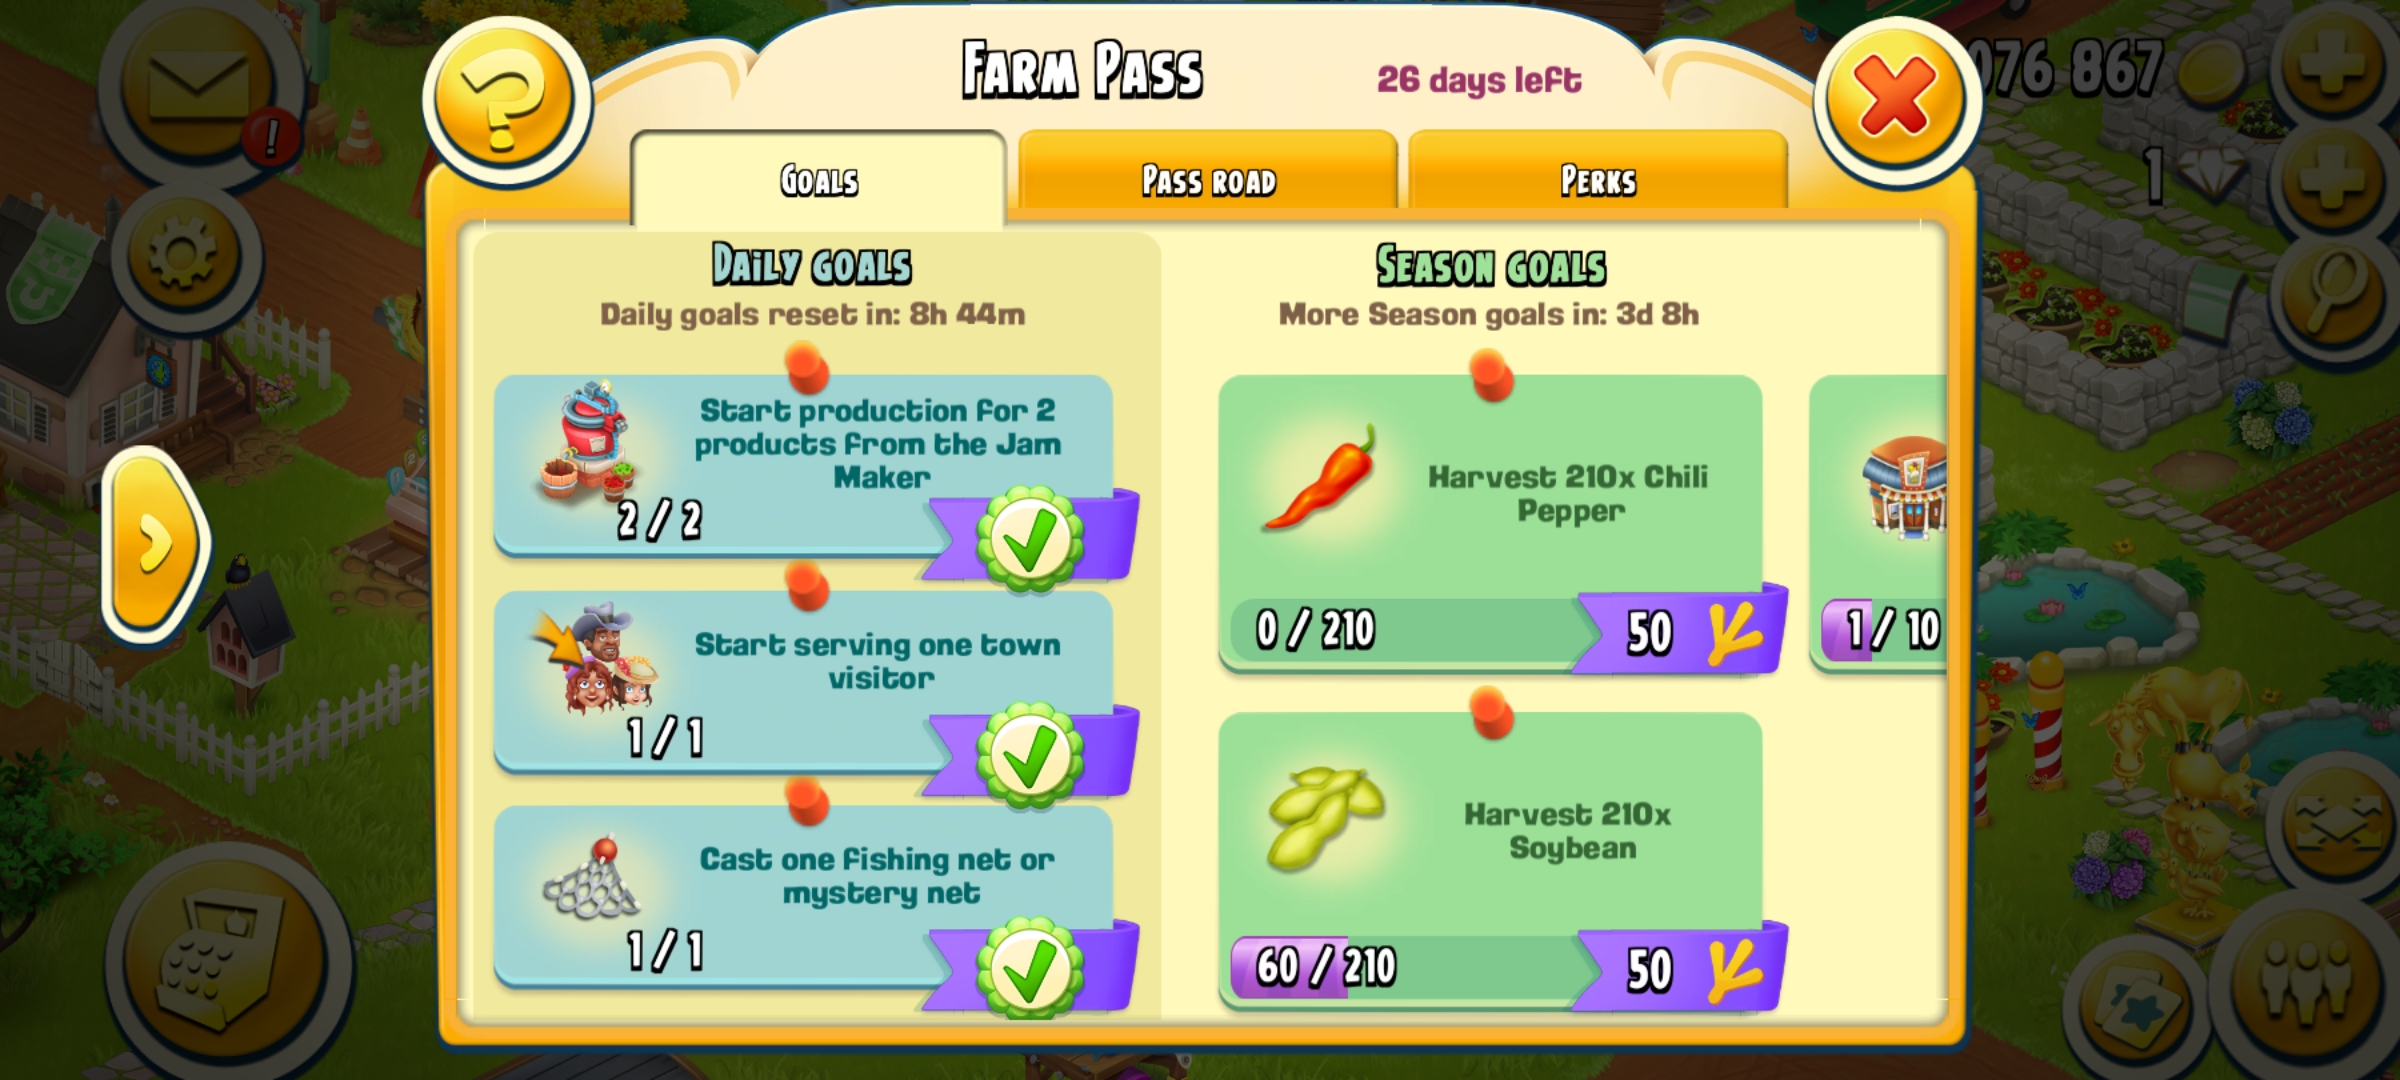 FARM PASS
26 days left
GOALS
PASS ROAD
PERKS
DAILY GOALS
Daily goals reset in: 8h 44m
Start production for 2
products from the Jam
Maker
2 / 2
Start serving one town
visitor
1 / 1
Cast one fishing net or
mystery net
1 / 1
SEASON GOALS
More Season goals in: 3d 8h
Harvest 210x Chili
Pepper
0 / 210
50
1 / 10
Harvest 210x
Soybean
60 / 210
50
076 867
1
!